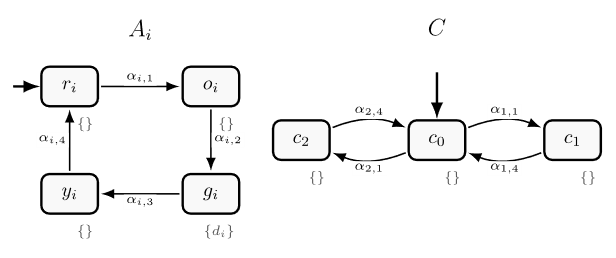 A_i C
r_i α_{i,1} o_i
{} {}
α_{i,4} α_{i,2}
y_i α_{i,3} g_i
{} {d_i}
α_{2,4} α_{1,1}
c_2 c_0 c_1
α_{2,1} α_{1,4}
{} {} {}